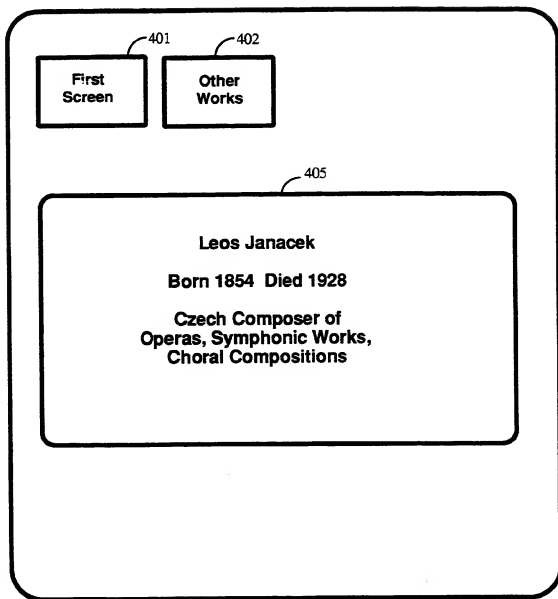 401
402
First
Screen
Other
Works
405
Leos Janacek
Born 1854 Died 1928
Czech Composer of
Operas, Symphonic Works,
Choral Compositions